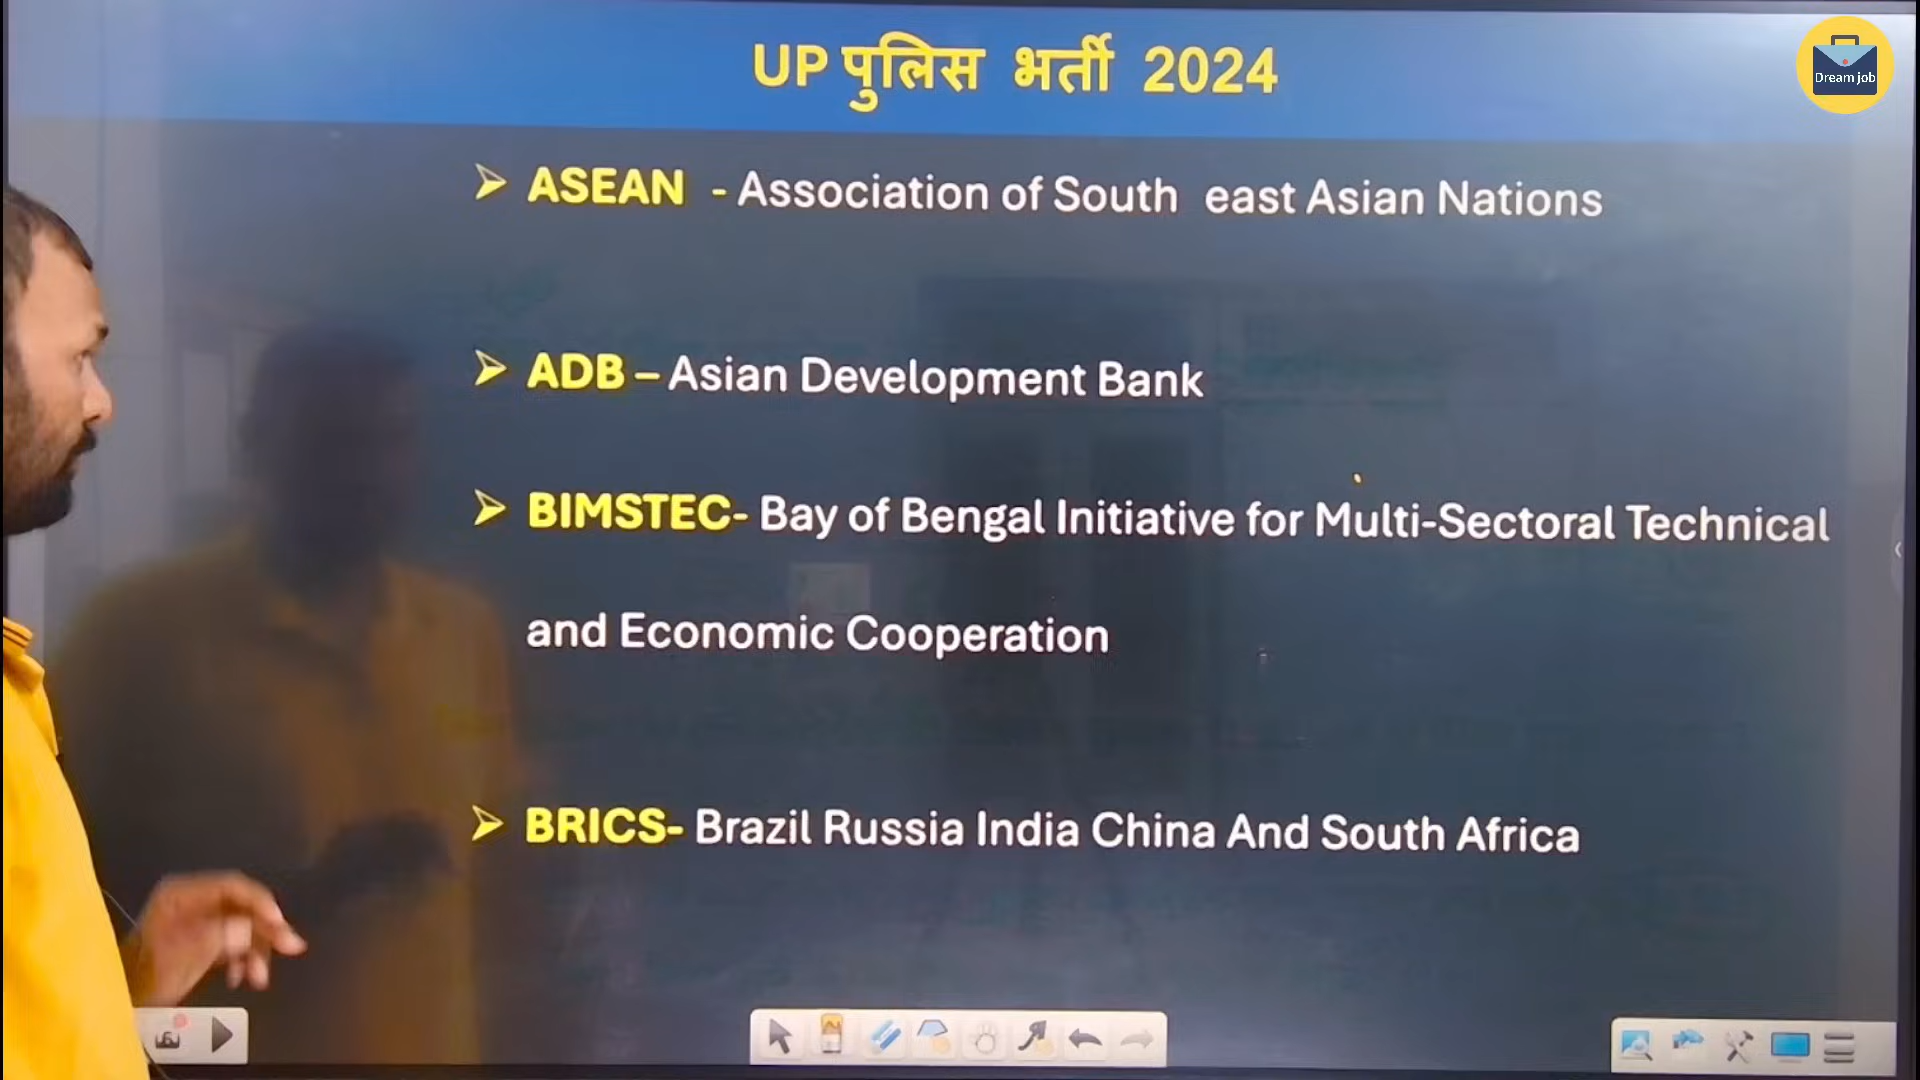 UP पुलिस भर्ती 2024
Dream job
➢ ASEAN - Association of South east Asian Nations
➢ ADB – Asian Development Bank
➢ BIMSTEC- Bay of Bengal Initiative for Multi-Sectoral Technical
and Economic Cooperation
➢ BRICS- Brazil Russia India China And South Africa